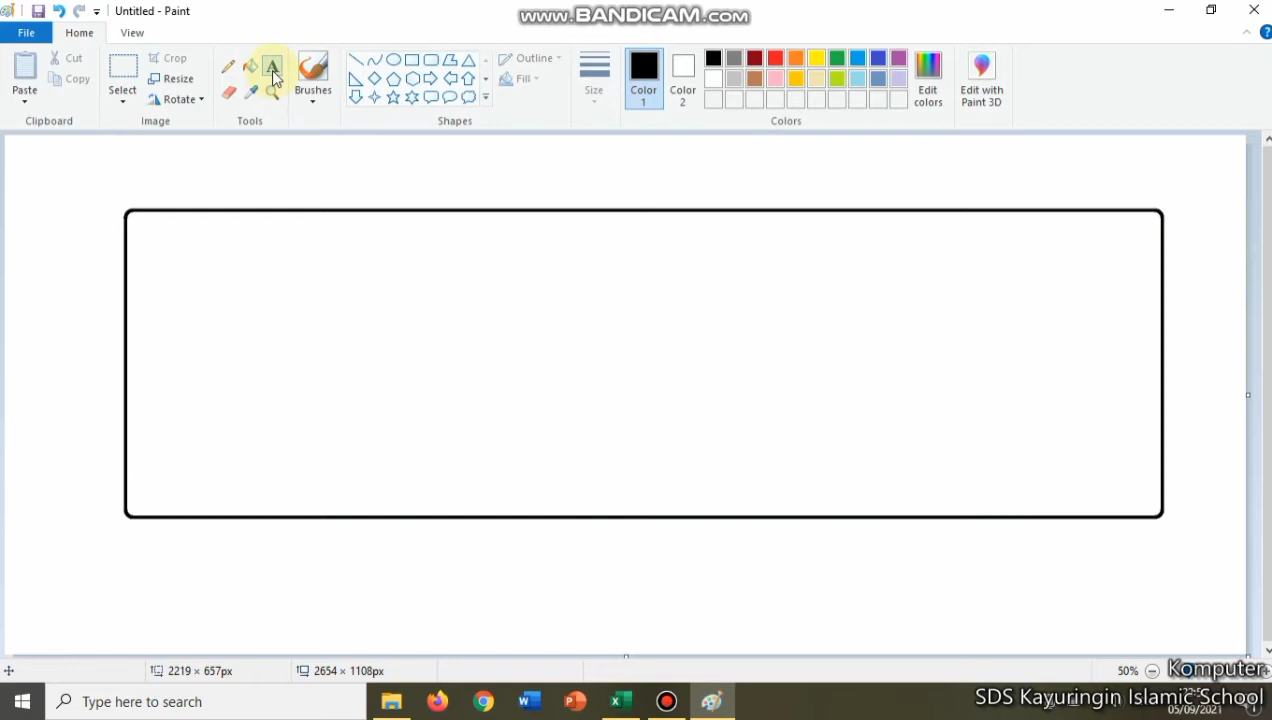 Untitled - Paint
www.BANDICAM.com
File
Home
View
Paste
Cut
Copy
Clipboard
Select
Crop
Resize
Rotate
Image
A
Tools
Brushes
Outline
Fill
Shapes
Size
Color 1
Color 2
Edit colors
Colors
Edit with Paint 3D
2219 × 657px
2654 × 1108px
50%
Komputer
Type here to search
SDS Kayuringin Islamic School
05/09/2021